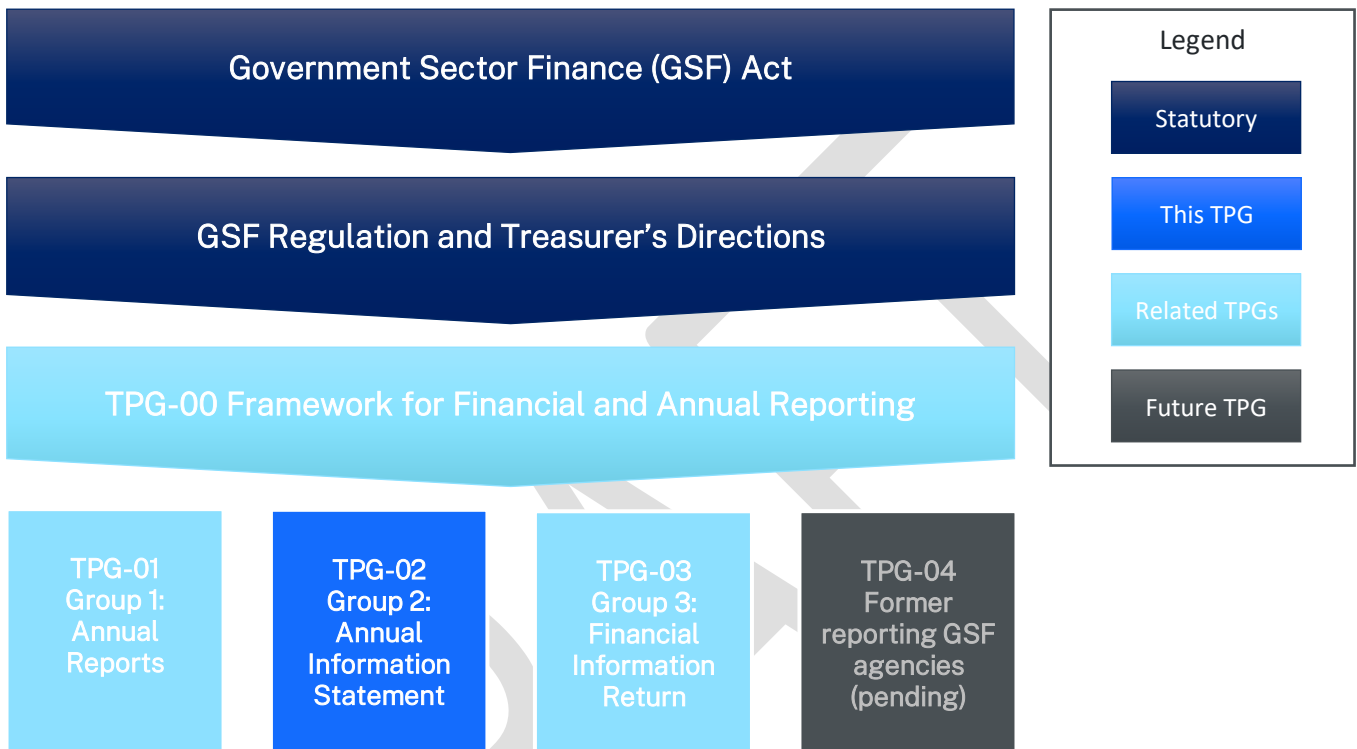 Government Sector Finance (GSF) Act
GSF Regulation and Treasurer's Directions
TPG-00 Framework for Financial and Annual Reporting
TPG-01
Group 1:
Annual
Reports
TPG-02
Group 2:
Annual
Information
Statement
TPG-03
Group 3:
Financial
Information
Return
TPG-04
Former
reporting GSF
agencies
(pending)
Legend
Statutory
This TPG
Related TPGs
Future TPG